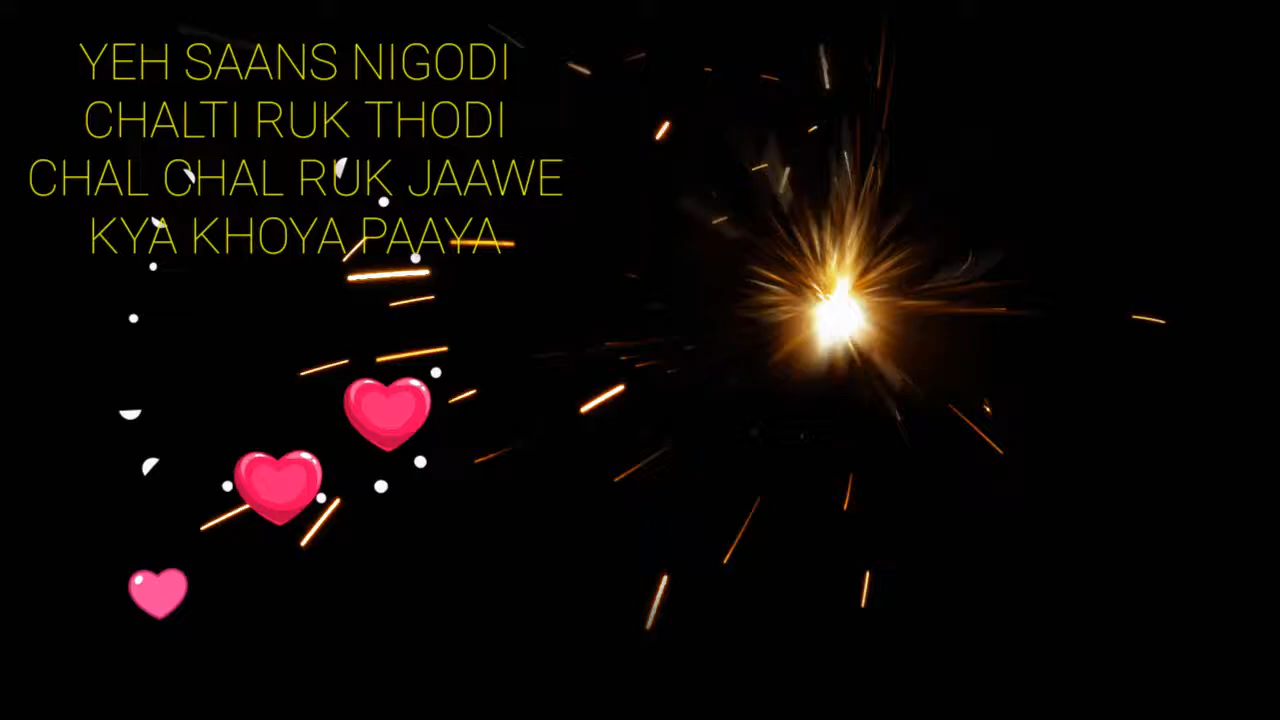 YEH SAANS NIGODI
CHALTI RUK THODI
CHAL CHAL RUK JAAWE
KYA KHOYA PAAYA